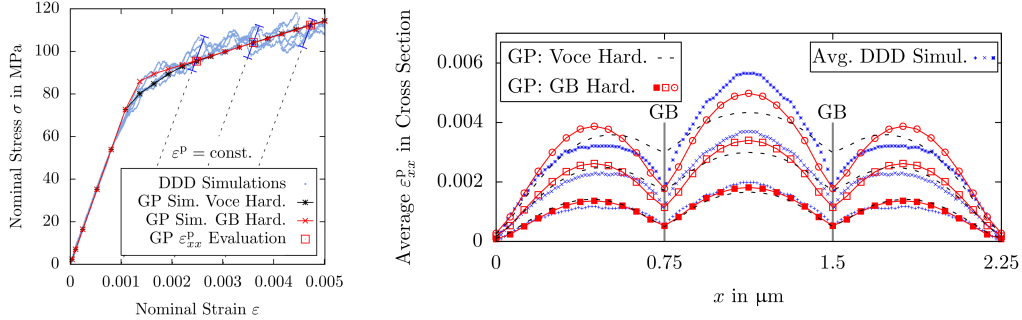 Nominal Stress σ in MPa
120
100
80
60
40
20
0
ε^p = const.
DDD Simulations
GP Sim. Voce Hard.
GP Sim. GB Hard.
GP ε^p_xx Evaluation
0 0.001 0.002 0.003 0.004 0.005
Nominal Strain ε
Average ε^p_xx in Cross Section
0.006
0.004
0.002
0
GP: Voce Hard.
GP: GB Hard.
Avg. DDD Simul.
GB GB
0 0.75 1.5 2.25
x in µm